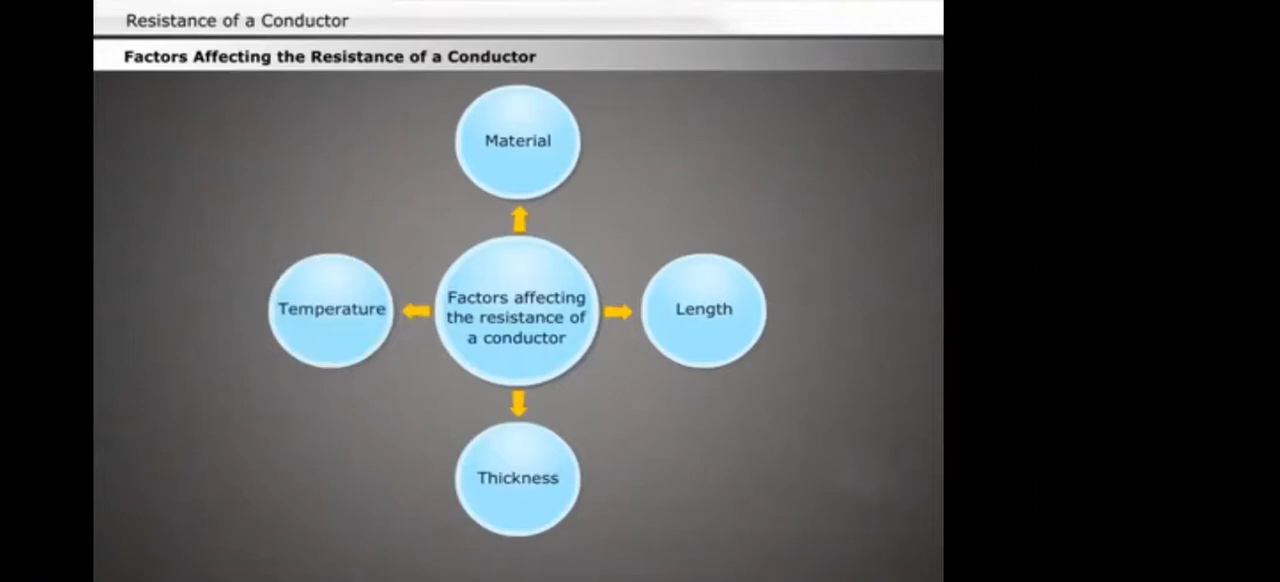 Resistance of a Conductor
Factors Affecting the Resistance of a Conductor
Material
Temperature
Factors affecting
the resistance of
a conductor
Length
Thickness